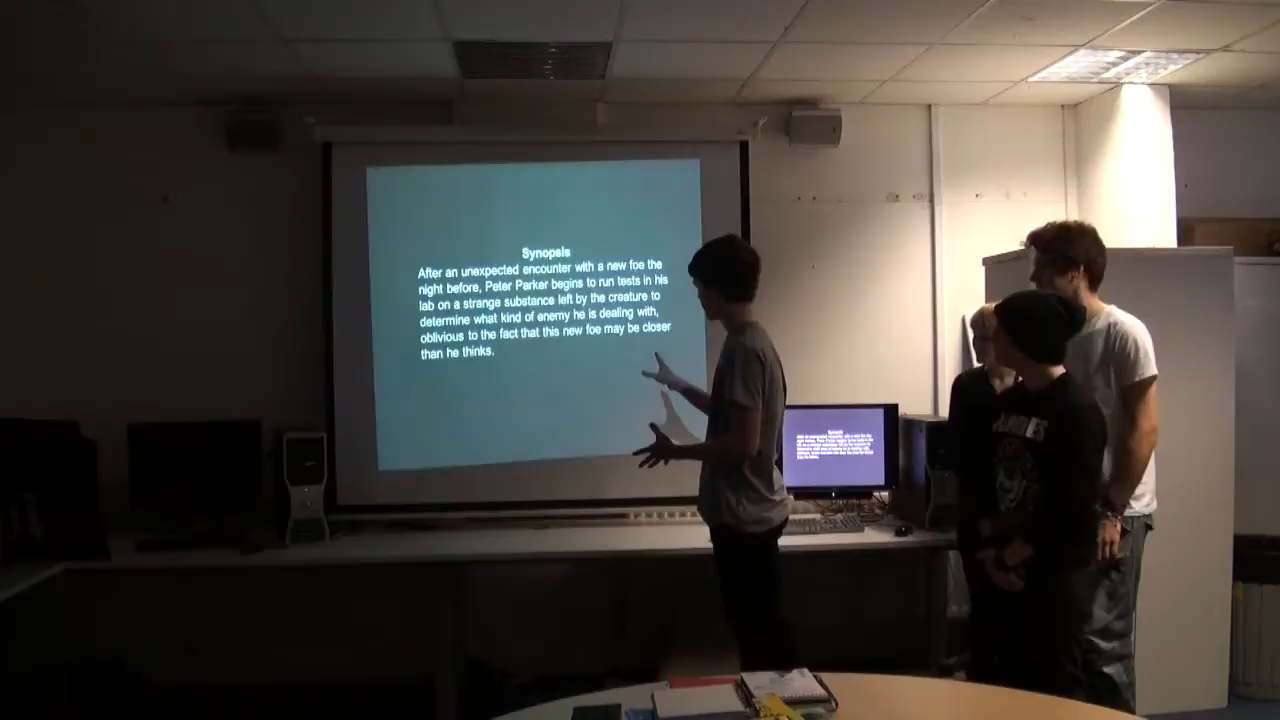 Synopsis
After an unexpected encounter with a new foe the
night before, Peter Parker begins to run tests in his
lab on a strange substance left by the creature to
determine what kind of enemy he is dealing with,
oblivious to the fact that this new foe may be closer
than he thinks.